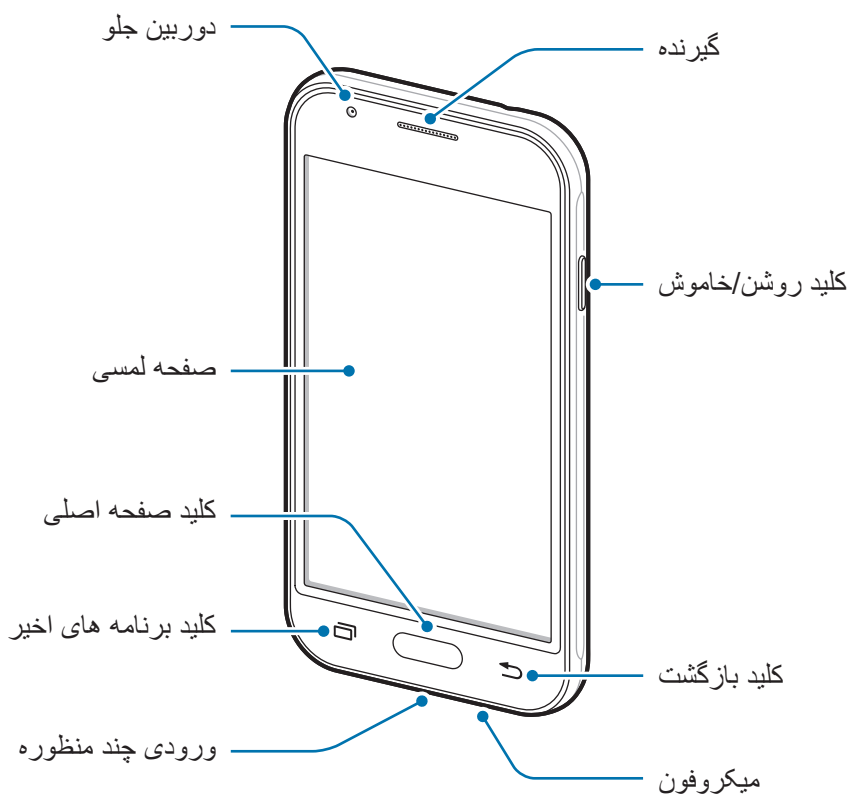 گیرنده
دوربین جلو
کلید روشن/خاموش
صفحه لمسی
کلید صفحه اصلی
کلید برنامه های اخیر
کلید بازگشت
ورودی چند منظوره
میکروفون